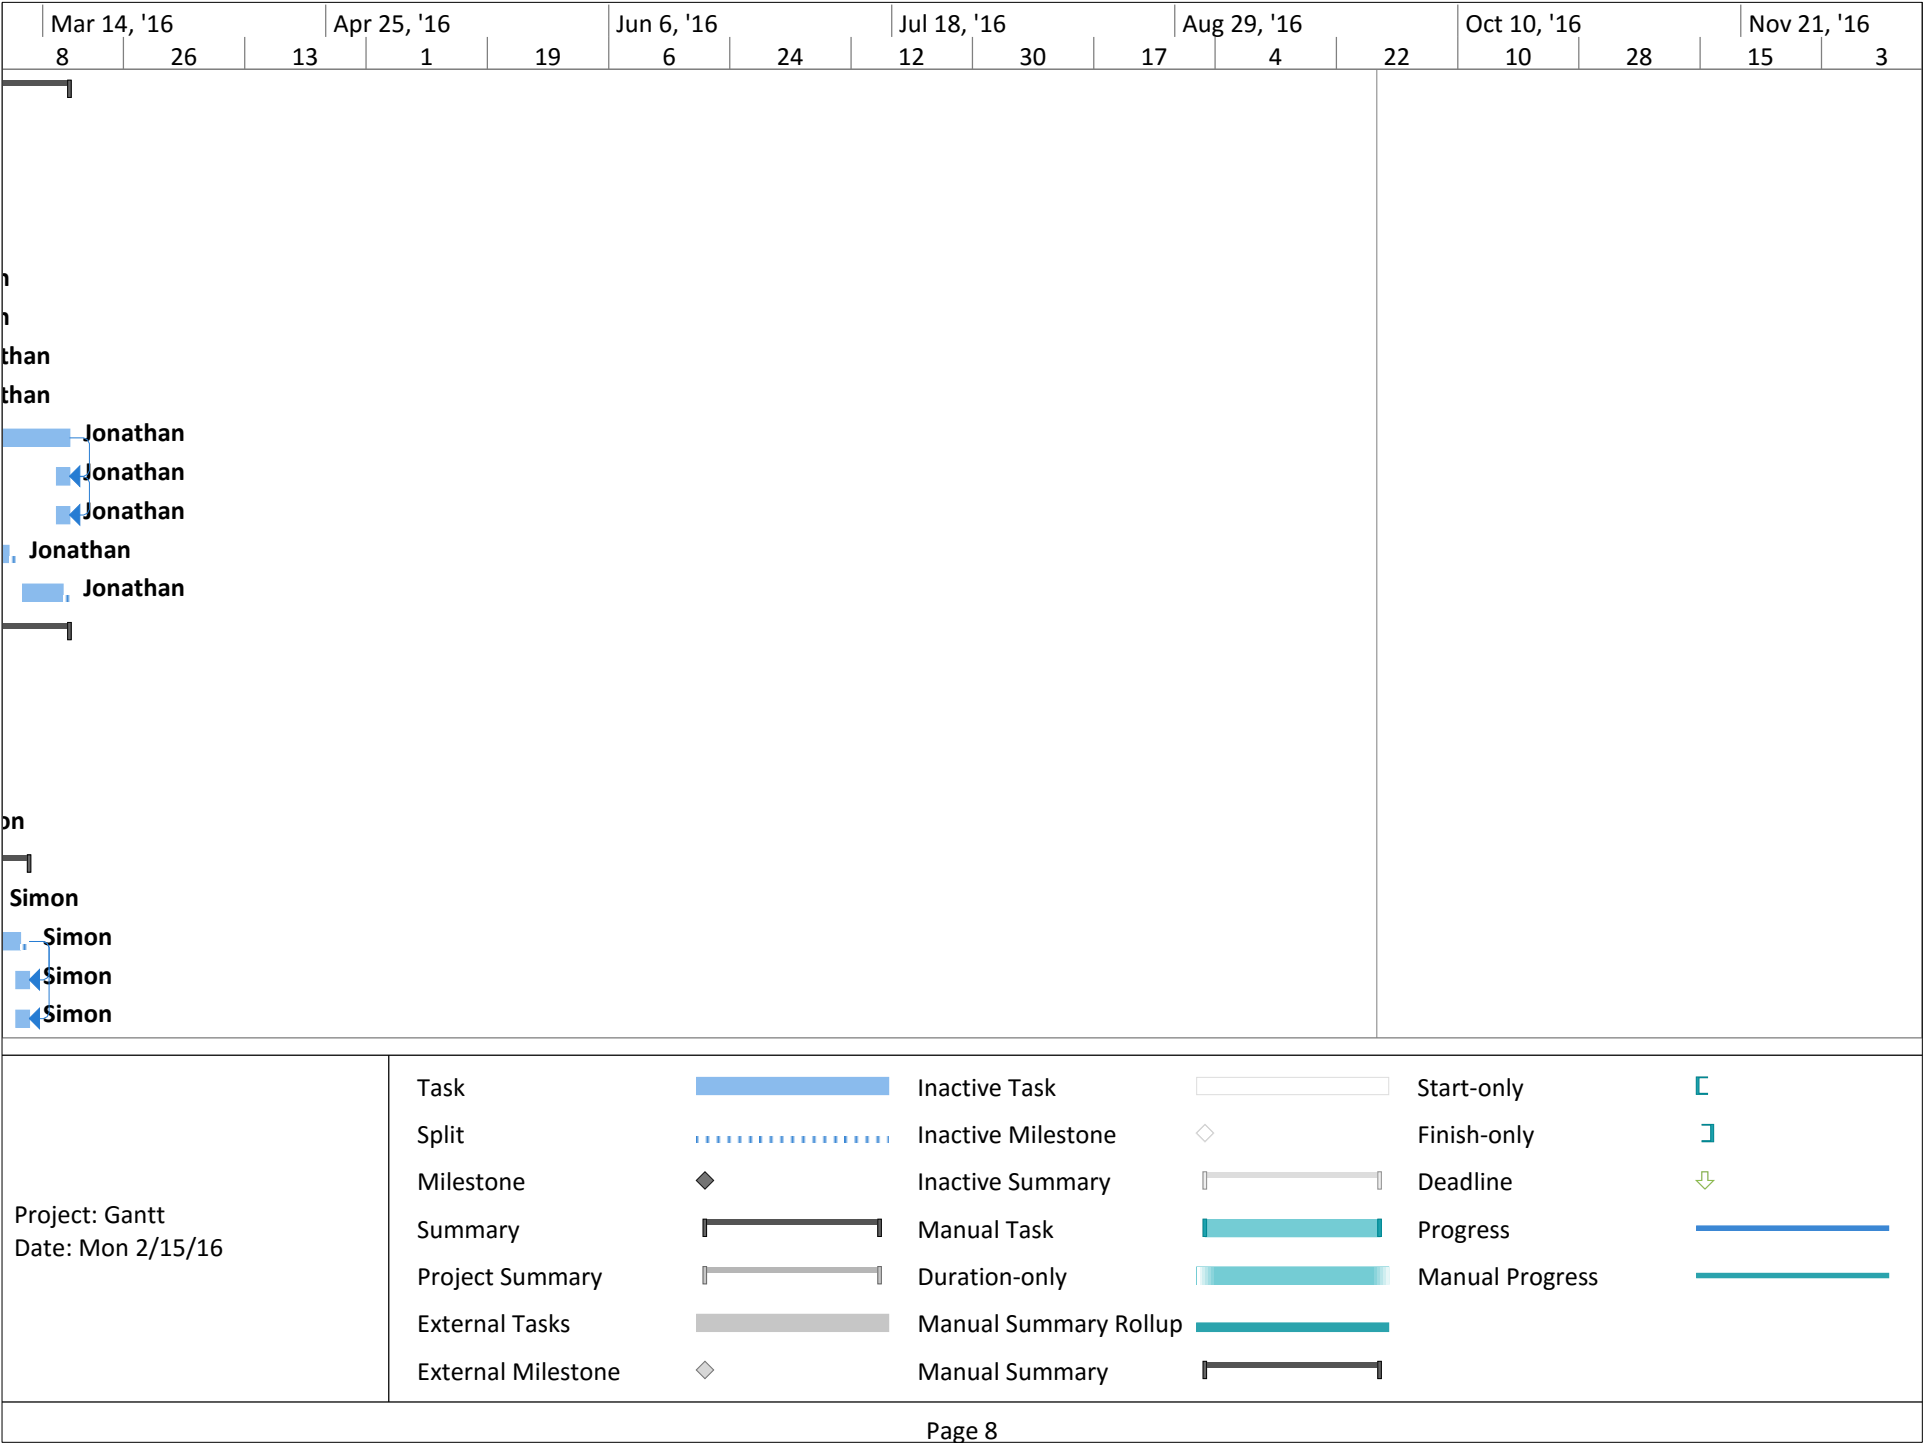 Mar 14, '16 Apr 25, '16 Jun 6, '16 Jul 18, '16 Aug 29, '16 Oct 10, '16 Nov 21, '16
8 26 13 1 19 6 24 12 30 17 4 22 10 28 15 3
than
than
Jonathan
Jonathan
Jonathan
Jonathan
Jonathan
on
Simon
Simon
Simon
Simon
Project: Gantt
Date: Mon 2/15/16
Task
Split
Milestone
Summary
Project Summary
External Tasks
External Milestone
Inactive Task
Inactive Milestone
Inactive Summary
Manual Task
Duration-only
Manual Summary Rollup
Manual Summary
Start-only
Finish-only
Deadline
Progress
Manual Progress
Page 8